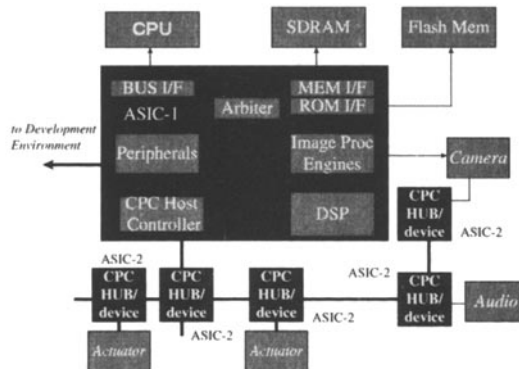 CPU
SDRAM
Flash Mem
BUS I/F
MEM I/F
ROM I/F
Arbiter
ASIC-1
to Development
Environment
Peripherals
Image Proc
Engines
Camera
CPC Host
Controller
DSP
CPC
HUB/
device
ASIC-2
ASIC-2
CPC
HUB/
device
CPC
HUB/
device
CPC
HUB/
device
ASIC-2
CPC
HUB/
device
Audio
ASIC-2
ASIC-2
Actuator
Actuator